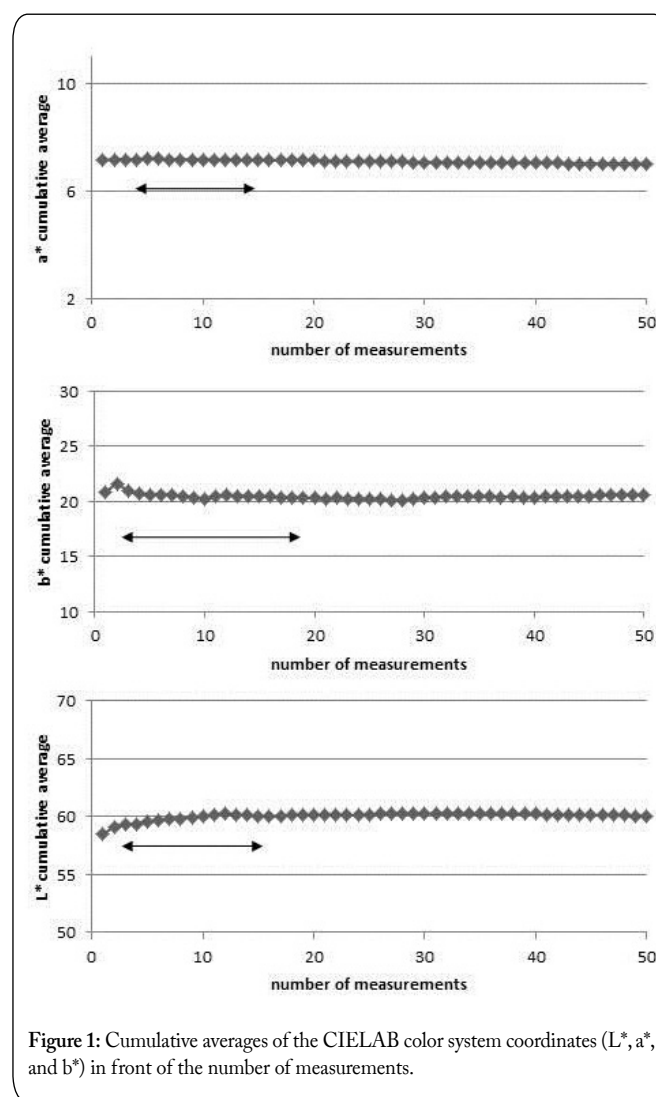 10
6
2
a* cumulative average
0 10 20 30 40 50
number of measurements
30
25
20
15
10
b* cumulative average
0 10 20 30 40 50
number of measurements
70
65
60
55
50
L* cumulative average
0 10 20 30 40 50
number of measurements
Figure 1: Cumulative averages of the CIELAB color system coordinates (L*, a*,
and b*) in front of the number of measurements.